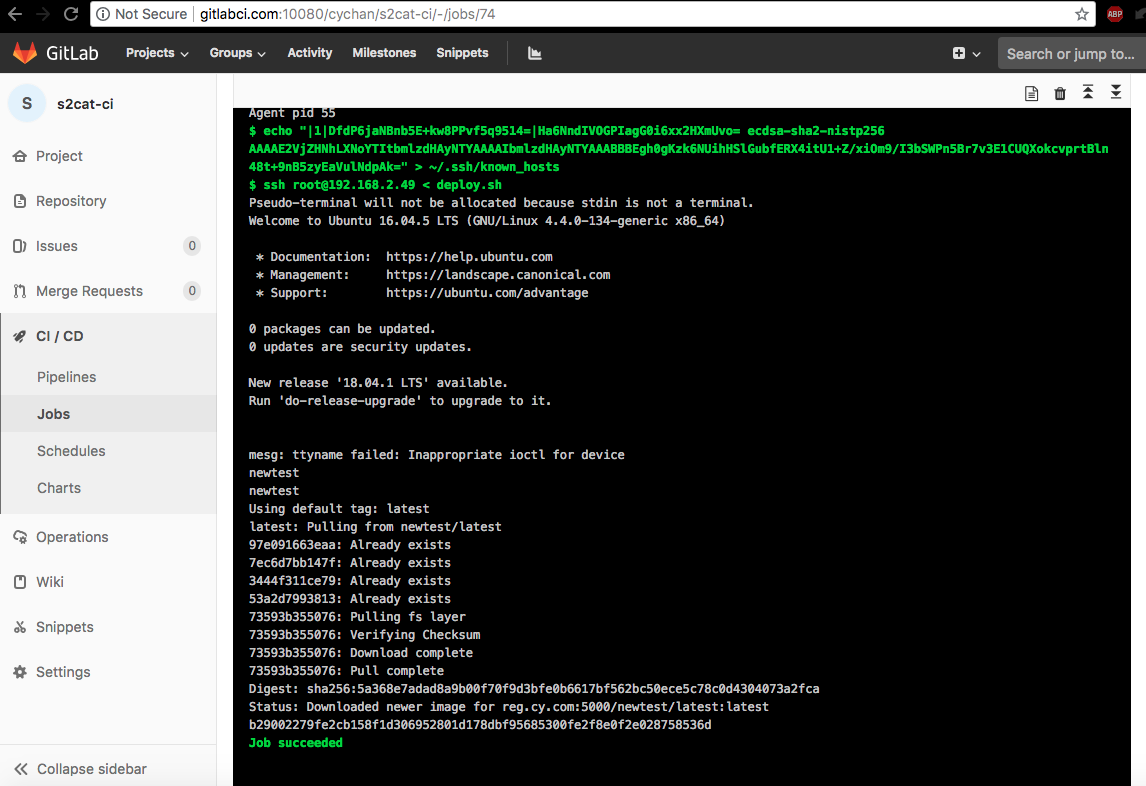 Not Secure gitlabci.com:10080/cychan/s2cat-ci/-/jobs/74 ABP
GitLab Projects Groups Activity Milestones Snippets Search or jump to...
S s2cat-ci
Project
Repository
Issues 0
Merge Requests 0
CI / CD
Pipelines
Jobs
Schedules
Charts
Operations
Wiki
Snippets
Settings
Collapse sidebar
Agent pid 55
$ echo "|1|DfdP6jaNBnb5E+kw8PPvf5q9514=|Ha6NndIVOGPIagG0i6xx2HXmUvo= ecdsa-sha2-nistp256
AAAAE2VjZHNhLXNoYTItbmlzdHAyNTYAAAAIbmlzdHAyNTYAAABBBEgh0gKzk6NUihHSlGubfERX4itU1+Z/xiOm9/I3bSWPn5Br7v3E1CUQXokcvprtBln
48t+9nB5zyEaVulNdpAk=" > ~/.ssh/known_hosts
$ ssh root@192.168.2.49 < deploy.sh
Pseudo-terminal will not be allocated because stdin is not a terminal.
Welcome to Ubuntu 16.04.5 LTS (GNU/Linux 4.4.0-134-generic x86_64)
* Documentation: https://help.ubuntu.com
* Management: https://landscape.canonical.com
* Support: https://ubuntu.com/advantage
0 packages can be updated.
0 updates are security updates.
New release '18.04.1 LTS' available.
Run 'do-release-upgrade' to upgrade to it.
mesg: ttyname failed: Inappropriate ioctl for device
newtest
newtest
Using default tag: latest
latest: Pulling from newtest/latest
97e091663eaa: Already exists
7ec6d7bb147f: Already exists
3444f311ce79: Already exists
53a2d7993813: Already exists
73593b355076: Pulling fs layer
73593b355076: Verifying Checksum
73593b355076: Download complete
73593b355076: Pull complete
Digest: sha256:5a368e7adad8a9b00f70f9d3bfe0b6617bf562bc50ece5c78c0d4304073a2fca
Status: Downloaded newer image for reg.cy.com:5000/newtest/latest:latest
b29002279fe2cb158f1d306952801d178dbf95685300fe2f8e0f2e028758536d
Job succeeded